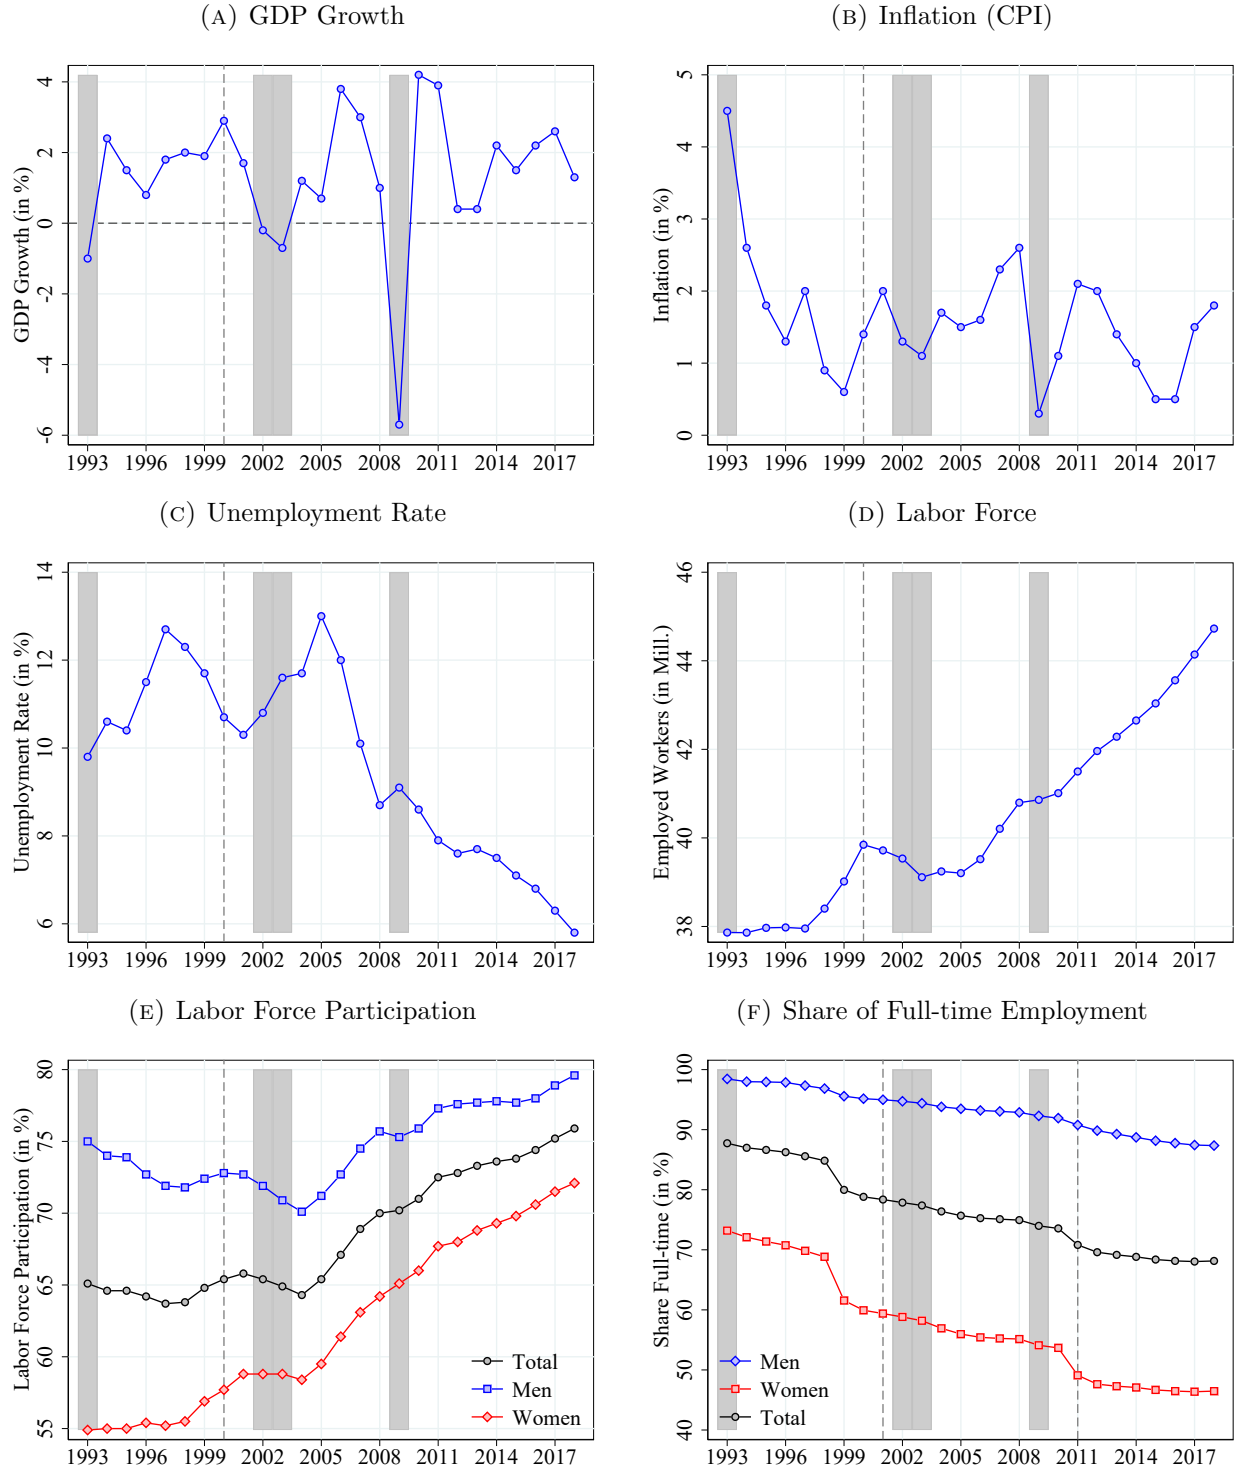 (A) GDP Growth
GDP Growth (in %)
4
2
0
-2
-4
-6
1993 1996 1999 2002 2005 2008 2011 2014 2017
(B) Inflation (CPI)
Inflation (in %)
5
4
3
2
1
0
1993 1996 1999 2002 2005 2008 2011 2014 2017
(C) Unemployment Rate
Unemployment Rate (in %)
14
12
10
8
6
1993 1996 1999 2002 2005 2008 2011 2014 2017
(D) Labor Force
Employed Workers (in Mill.)
46
44
42
40
38
1993 1996 1999 2002 2005 2008 2011 2014 2017
(E) Labor Force Participation
Labor Force Participation (in %)
80
75
70
65
60
55
Total
Men
Women
1993 1996 1999 2002 2005 2008 2011 2014 2017
(F) Share of Full-time Employment
Share Full-time (in %)
100
90
80
70
60
50
40
Men
Women
Total
1993 1996 1999 2002 2005 2008 2011 2014 2017